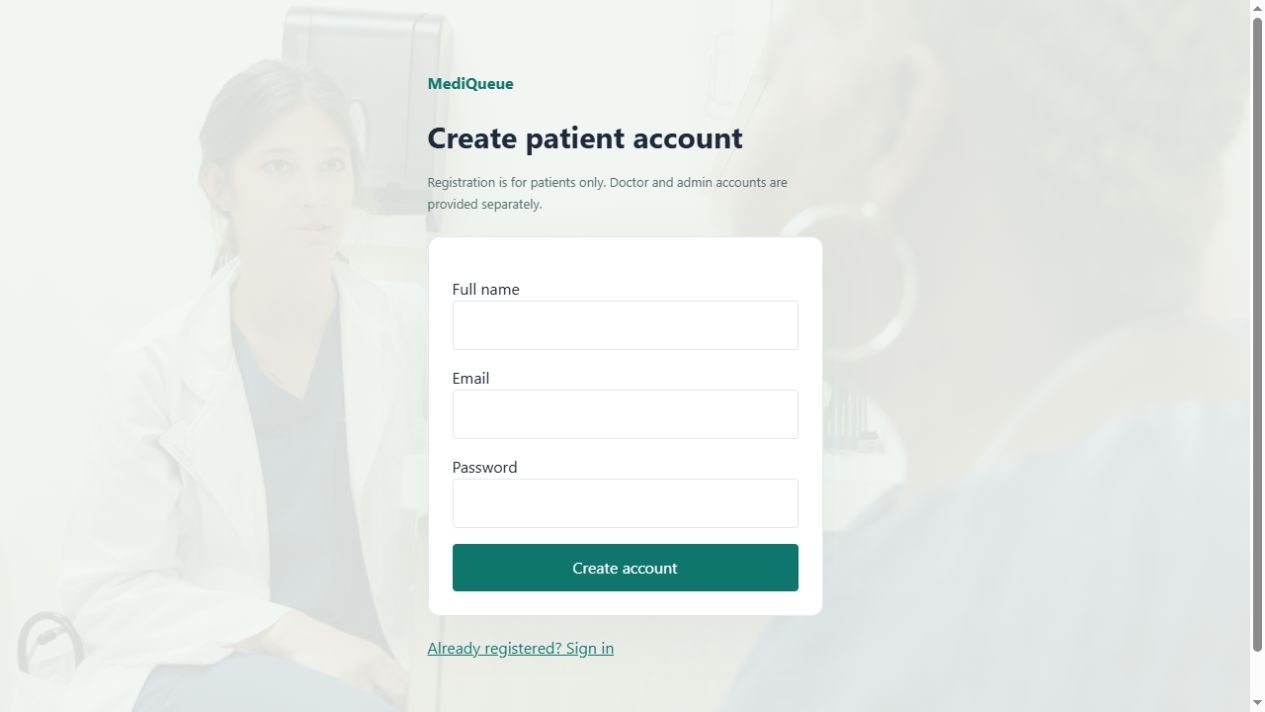 MediQueue
Create patient account
Registration is for patients only. Doctor and admin accounts are
provided separately.
Full name
Email
Password
Create account
Already registered? Sign in